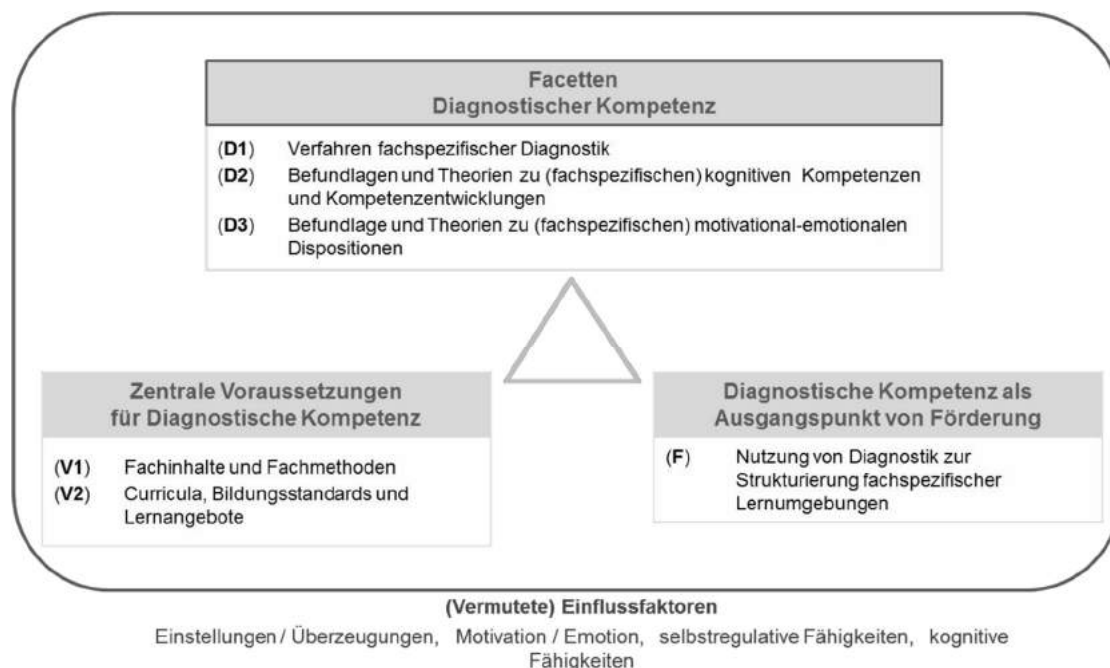 Facetten
Diagnostischer Kompetenz
(D1) Verfahren fachspezifischer Diagnostik
(D2) Befundlagen und Theorien zu (fachspezifischen) kognitiven Kompetenzen
und Kompetenzentwicklungen
(D3) Befundlage und Theorien zu (fachspezifischen) motivational-emotionalen
Dispositionen
Zentrale Voraussetzungen
für Diagnostische Kompetenz
(V1) Fachinhalte und Fachmethoden
(V2) Curricula, Bildungsstandards und
Lernangebote
Diagnostische Kompetenz als
Ausgangspunkt von Förderung
(F) Nutzung von Diagnostik zur
Strukturierung fachspezifischer
Lernumgebungen
(Vermutete) Einflussfaktoren
Einstellungen / Überzeugungen, Motivation / Emotion, selbstregulative Fähigkeiten, kognitive
Fähigkeiten